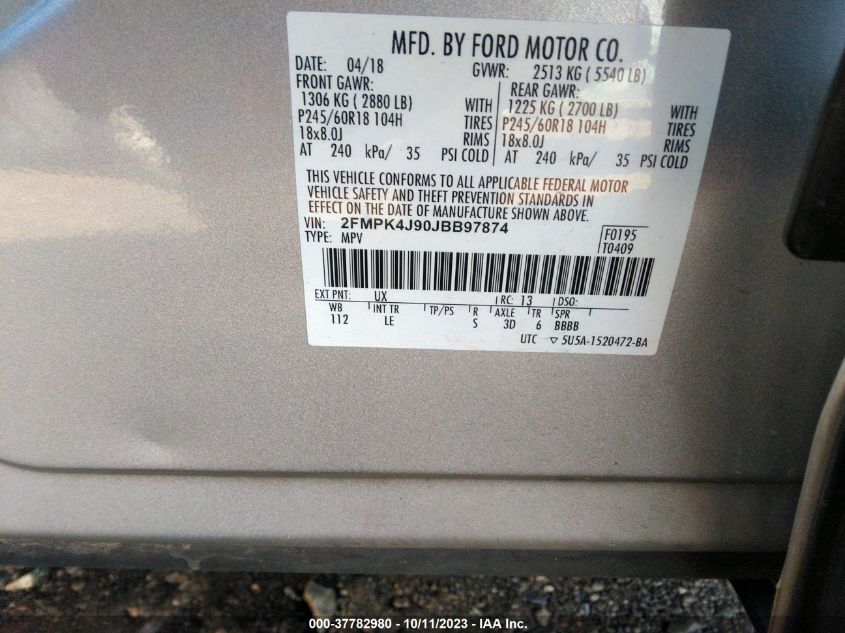 MFD. BY FORD MOTOR CO.
DATE: 04/18 GVWR: 2513 KG ( 5540 LB)
FRONT GAWR: REAR GAWR:
1306 KG ( 2880 LB) WITH 1225 KG ( 2700 LB) WITH
P245/60R18 104H TIRES P245/60R18 104H TIRES
18x8.0J RIMS 18x8.0J RIMS
AT 240 kPa/ 35 PSI COLD AT 240 kPa/ 35 PSI COLD
THIS VEHICLE CONFORMS TO ALL APPLICABLE FEDERAL MOTOR
VEHICLE SAFETY AND THEFT PREVENTION STANDARDS IN
EFFECT ON THE DATE OF MANUFACTURE SHOWN ABOVE.
VIN: 2FMPK4J90JBB97874 F0195
TYPE: MPV T0409
EXT PNT: UX RC: 13 DSO:
WB INT TR TP/PS R AXLE TR SPR
112 LE S 3D 6 BBBB
UTC ▽ 5U5A-1520472-BA
000-37782980 - 10/11/2023 - IAA Inc.